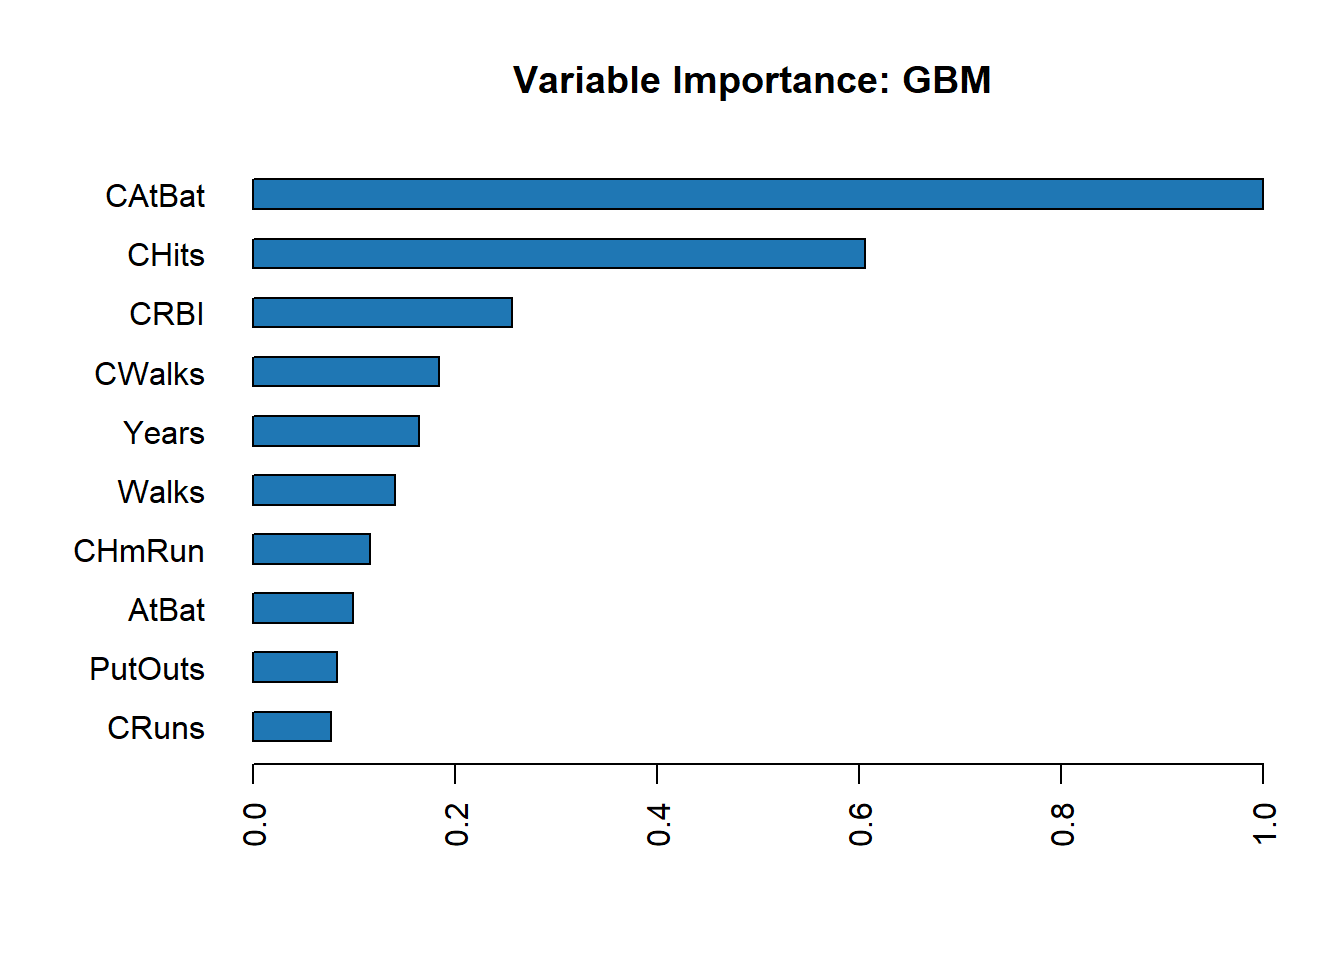 Variable Importance: GBM
CAtBat
CHits
CRBI
CWalks
Years
Walks
CHmRun
AtBat
PutOuts
CRuns
0.0 0.2 0.4 0.6 0.8 1.0